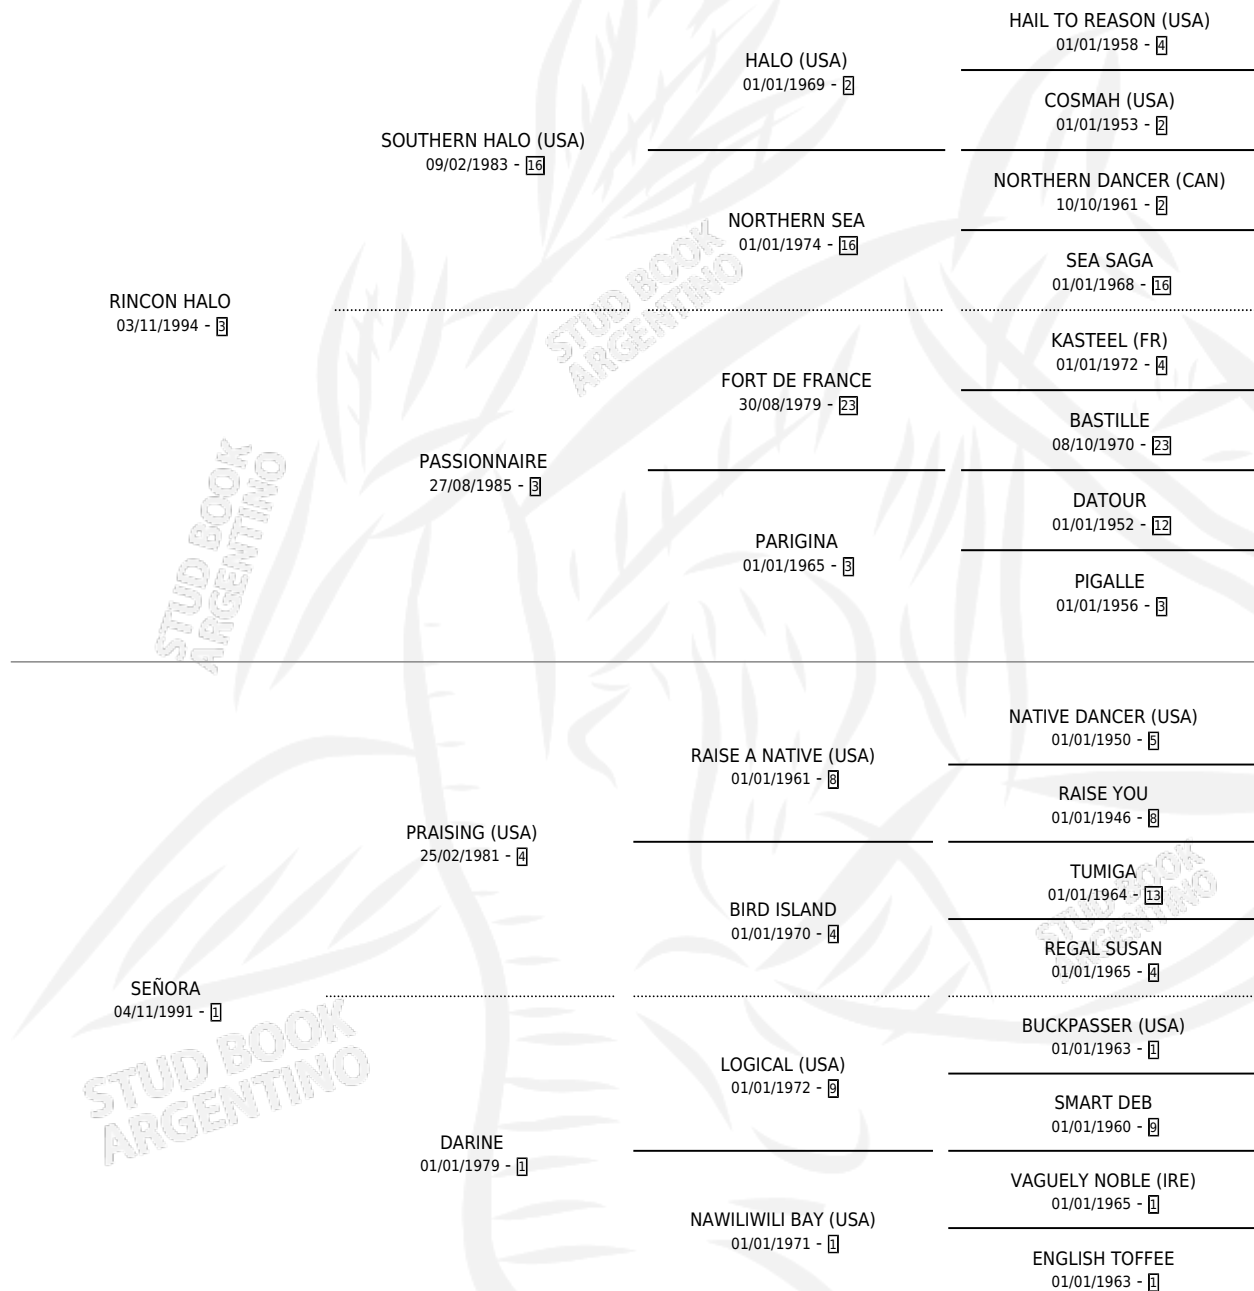 RINCON HALO
03/11/1994 - 3
SOUTHERN HALO (USA)
09/02/1983 - 16
PASSIONNAIRE
27/08/1985 - 3
HALO (USA)
01/01/1969 - 2
NORTHERN SEA
01/01/1974 - 16
FORT DE FRANCE
30/08/1979 - 23
PARIGINA
01/01/1965 - 3
HAIL TO REASON (USA)
01/01/1958 - 4
COSMAH (USA)
01/01/1953 - 2
NORTHERN DANCER (CAN)
10/10/1961 - 2
SEA SAGA
01/01/1968 - 16
KASTEEL (FR)
01/01/1972 - 4
BASTILLE
08/10/1970 - 23
DATOUR
01/01/1952 - 12
PIGALLE
01/01/1956 - 3
SEÑORA
04/11/1991 - 1
PRAISING (USA)
25/02/1981 - 4
DARINE
01/01/1979 - 1
RAISE A NATIVE (USA)
01/01/1961 - 8
BIRD ISLAND
01/01/1970 - 4
LOGICAL (USA)
01/01/1972 - 9
NAWILIWILI BAY (USA)
01/01/1971 - 1
NATIVE DANCER (USA)
01/01/1950 - 5
RAISE YOU
01/01/1946 - 8
TUMIGA
01/01/1964 - 13
REGAL SUSAN
01/01/1965 - 4
BUCKPASSER (USA)
01/01/1963 - 1
SMART DEB
01/01/1960 - 9
VAGUELY NOBLE (IRE)
01/01/1965 - 1
ENGLISH TOFFEE
01/01/1963 - 1
STUD BOOK
ARGENTINO
STUD BOOK
ARGENTINO
STUD BOOK
ARGENTINO
STUD BOOK
ARGENTINO